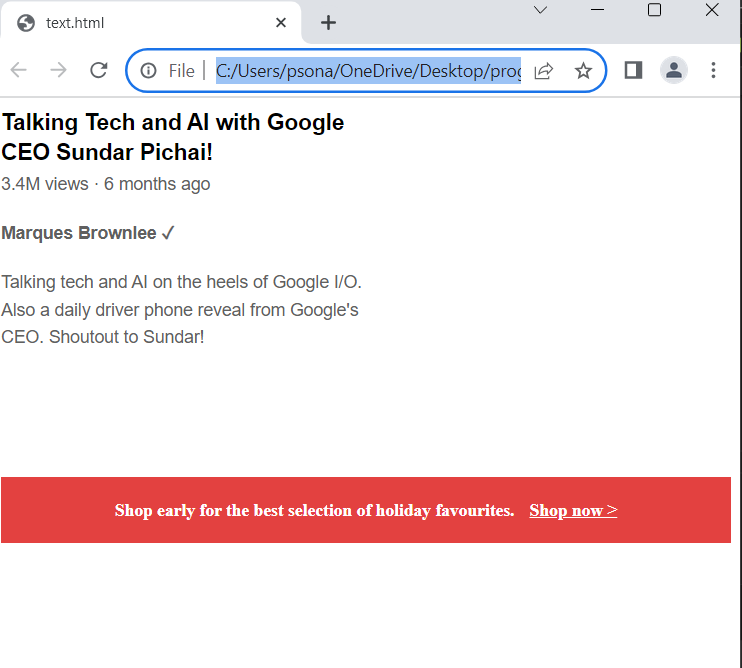 text.html
File
C:/Users/psona/OneDrive/Desktop/prog
Talking Tech and AI with Google
CEO Sundar Pichai!
3.4M views · 6 months ago
Marques Brownlee ✓
Talking tech and AI on the heels of Google I/O.
Also a daily driver phone reveal from Google's
CEO. Shoutout to Sundar!
Shop early for the best selection of holiday favourites. Shop now >